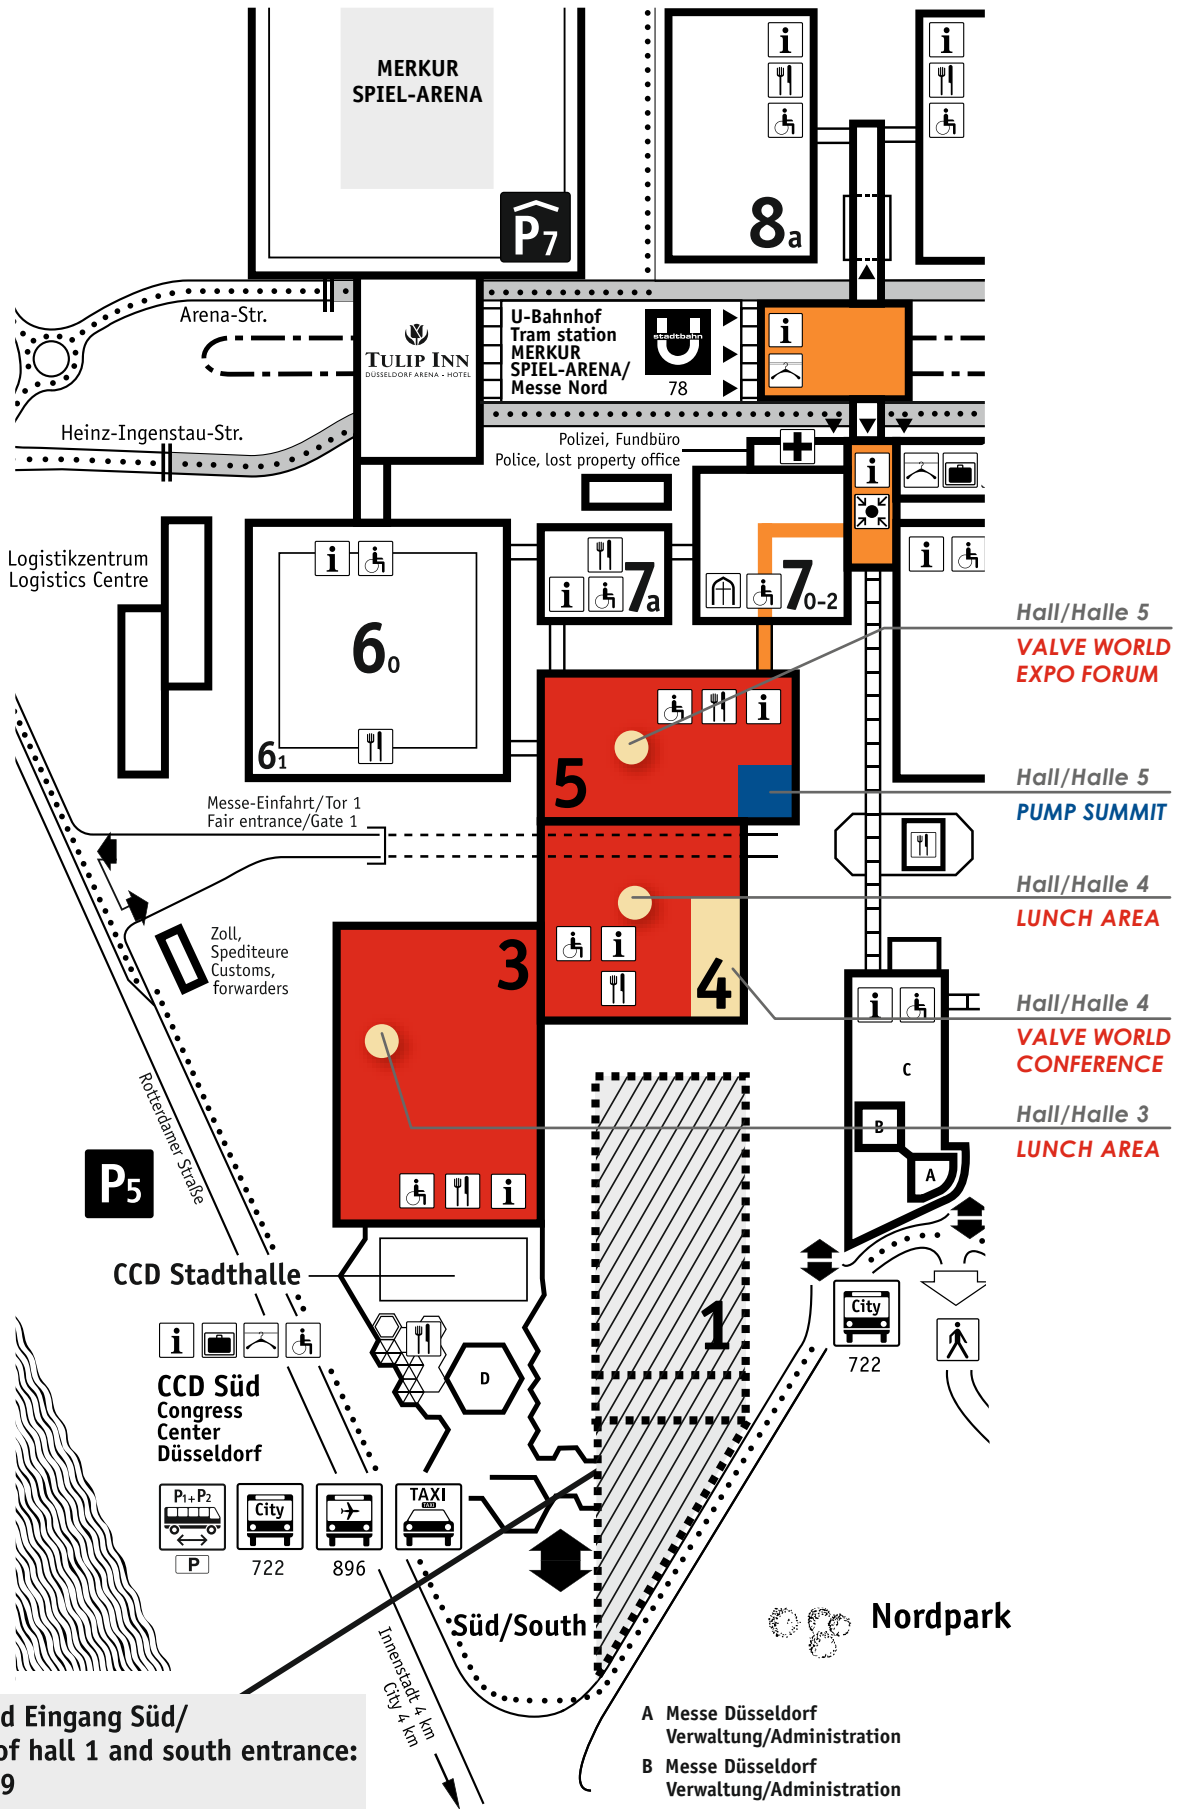 MERKUR
SPIEL-ARENA
P7
8a
Arena-Str.
TULIP INN
DÜSSELDORF ARENA • HOTEL
U-Bahnhof
Tram station
MERKUR
SPIEL-ARENA/
Messe Nord
stadtbahn
U
78
i
i
i
Heinz-Ingenstau-Str.
Polizei, Fundbüro
Police, lost property office
i
Logistikzentrum
Logistics Centre
i
60
61
i
7a
70-2
i
Hall/Halle 5
VALVE WORLD
EXPO FORUM
i
5
Hall/Halle 5
PUMP SUMMIT
Messe-Einfahrt/Tor 1
Fair entrance/Gate 1
Hall/Halle 4
LUNCH AREA
Zoll,
Spediteure
Customs,
forwarders
3
i
4
i
Hall/Halle 4
VALVE WORLD
CONFERENCE
C
Rotterdamer Straße
Hall/Halle 3
LUNCH AREA
B
A
P5
i
CCD Stadthalle
1
City
722
i
D
CCD Süd
Congress
Center
Düsseldorf
P1+P2
P
City
722
896
TAXI
TAXI
Süd/South
Nordpark
Innenstadt 4 km
City 4 km
d Eingang Süd/
of hall 1 and south entrance:
9
A Messe Düsseldorf
Verwaltung/Administration
B Messe Düsseldorf
Verwaltung/Administration